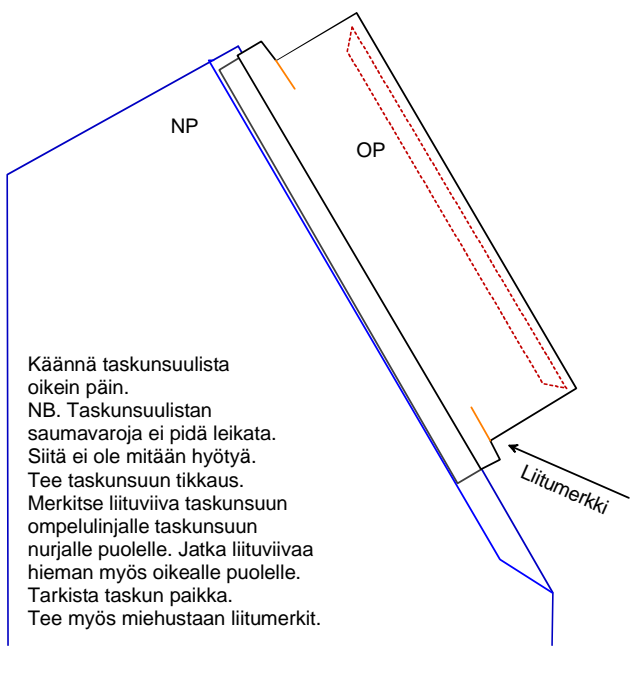 NP
OP
Käännä taskunsuulista
oikein päin.
NB. Taskunsuulistan
saumavaroja ei pidä leikata.
Siitä ei ole mitään hyötyä.
Tee taskunsuun tikkaus.
Merkitse liituviiva taskunsuun
ompelulinjalle taskunsuun
nurjalle puolelle. Jatka liituviivaa
hieman myös oikealle puolelle.
Tarkista taskun paikka.
Tee myös miehustaan liitumerkit.
Liitumerkki